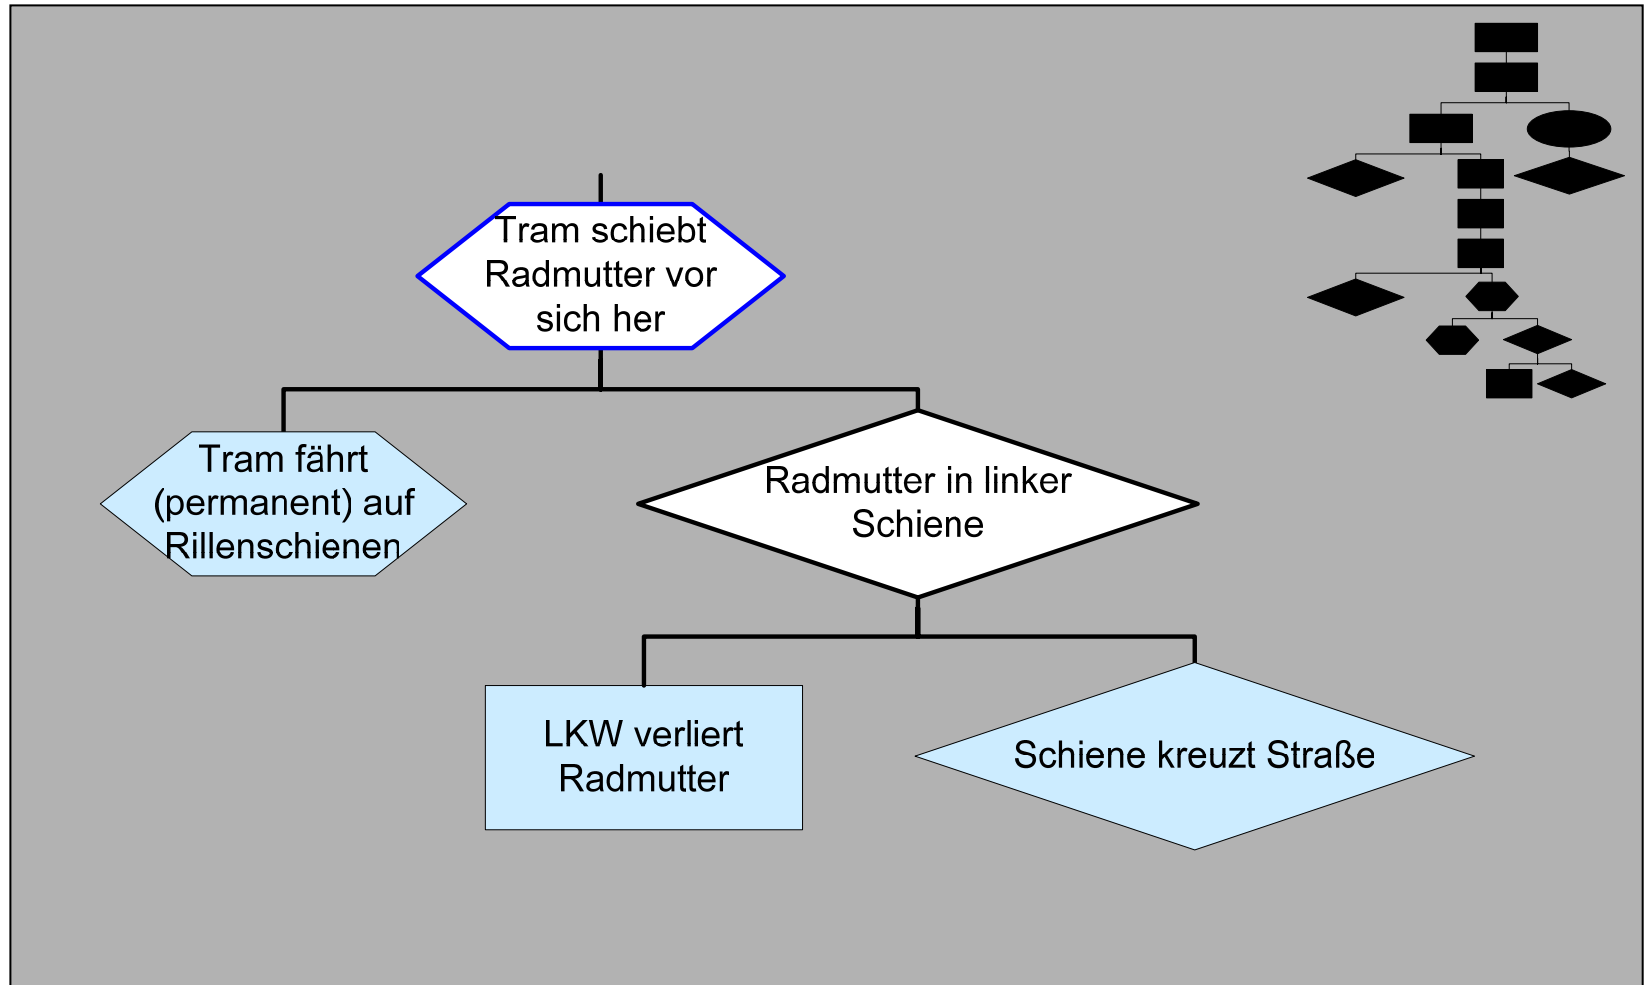 Tram schiebt
Radmutter vor
sich her
Tram fährt
(permanent) auf
Rillenschienen
Radmutter in linker
Schiene
LKW verliert
Radmutter
Schiene kreuzt Straße